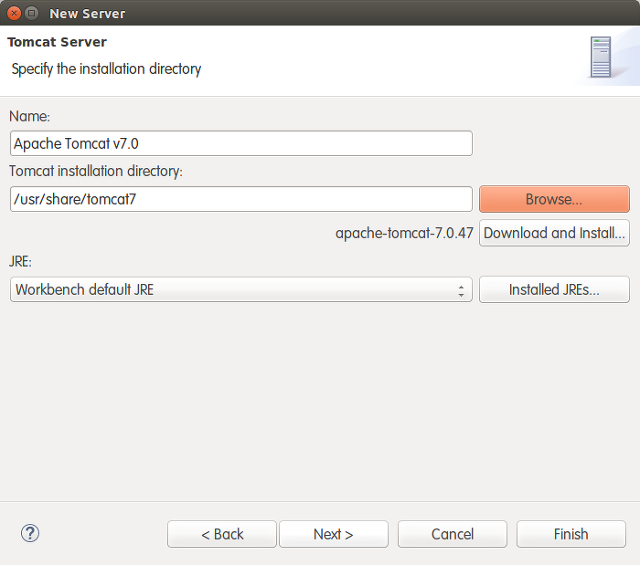 New Server
Tomcat Server
Specify the installation directory
Name:
Apache Tomcat v7.0
Tomcat installation directory:
/usr/share/tomcat7
Browse...
apache-tomcat-7.0.47 Download and Install...
JRE:
Workbench default JRE
Installed JREs...
? < Back Next > Cancel Finish